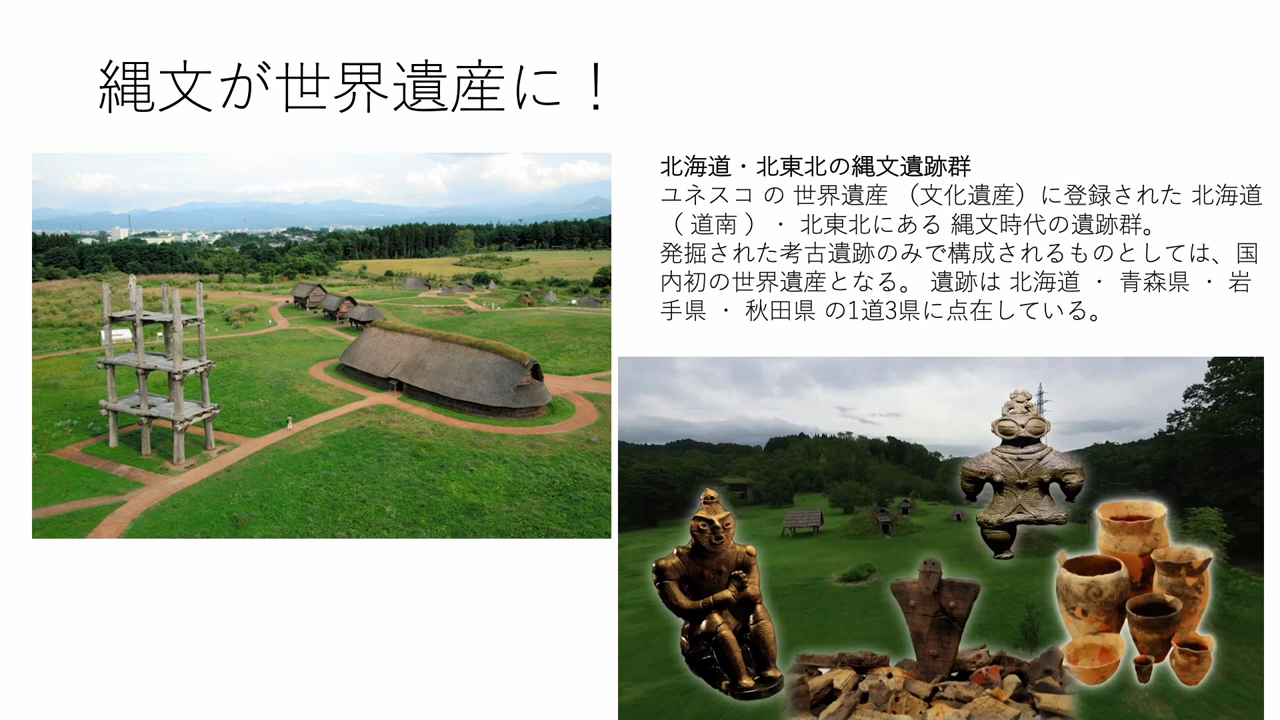 縄文が世界遺産に！
北海道・北東北の縄文遺跡群
ユネスコ の 世界遺産 （文化遺産）に登録された 北海道
（ 道南 ）・ 北東北にある 縄文時代の遺跡群。
発掘された考古遺跡のみで構成されるものとしては、国
内初の世界遺産となる。 遺跡は 北海道 ・ 青森県 ・ 岩
手県 ・ 秋田県 の1道3県に点在している。